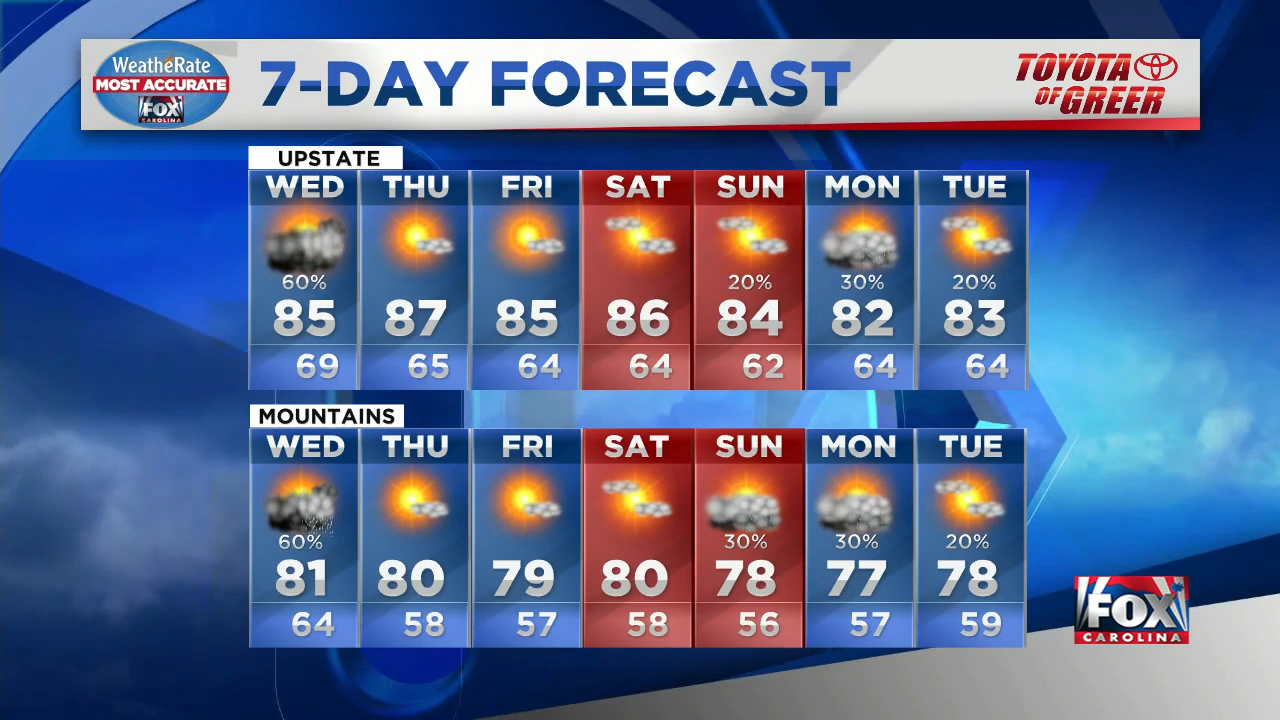 WeatheRate
MOST ACCURATE
FOX
CAROLINA
7-DAY FORECAST
TOYOTA
OF GREER
UPSTATE
WED THU FRI SAT SUN MON TUE
60% 20% 30% 20%
85 87 85 86 84 82 83
69 65 64 64 62 64 64
MOUNTAINS
WED THU FRI SAT SUN MON TUE
60% 30% 30% 20%
81 80 79 80 78 77 78
64 58 57 58 56 57 59
FOX
CAROLINA